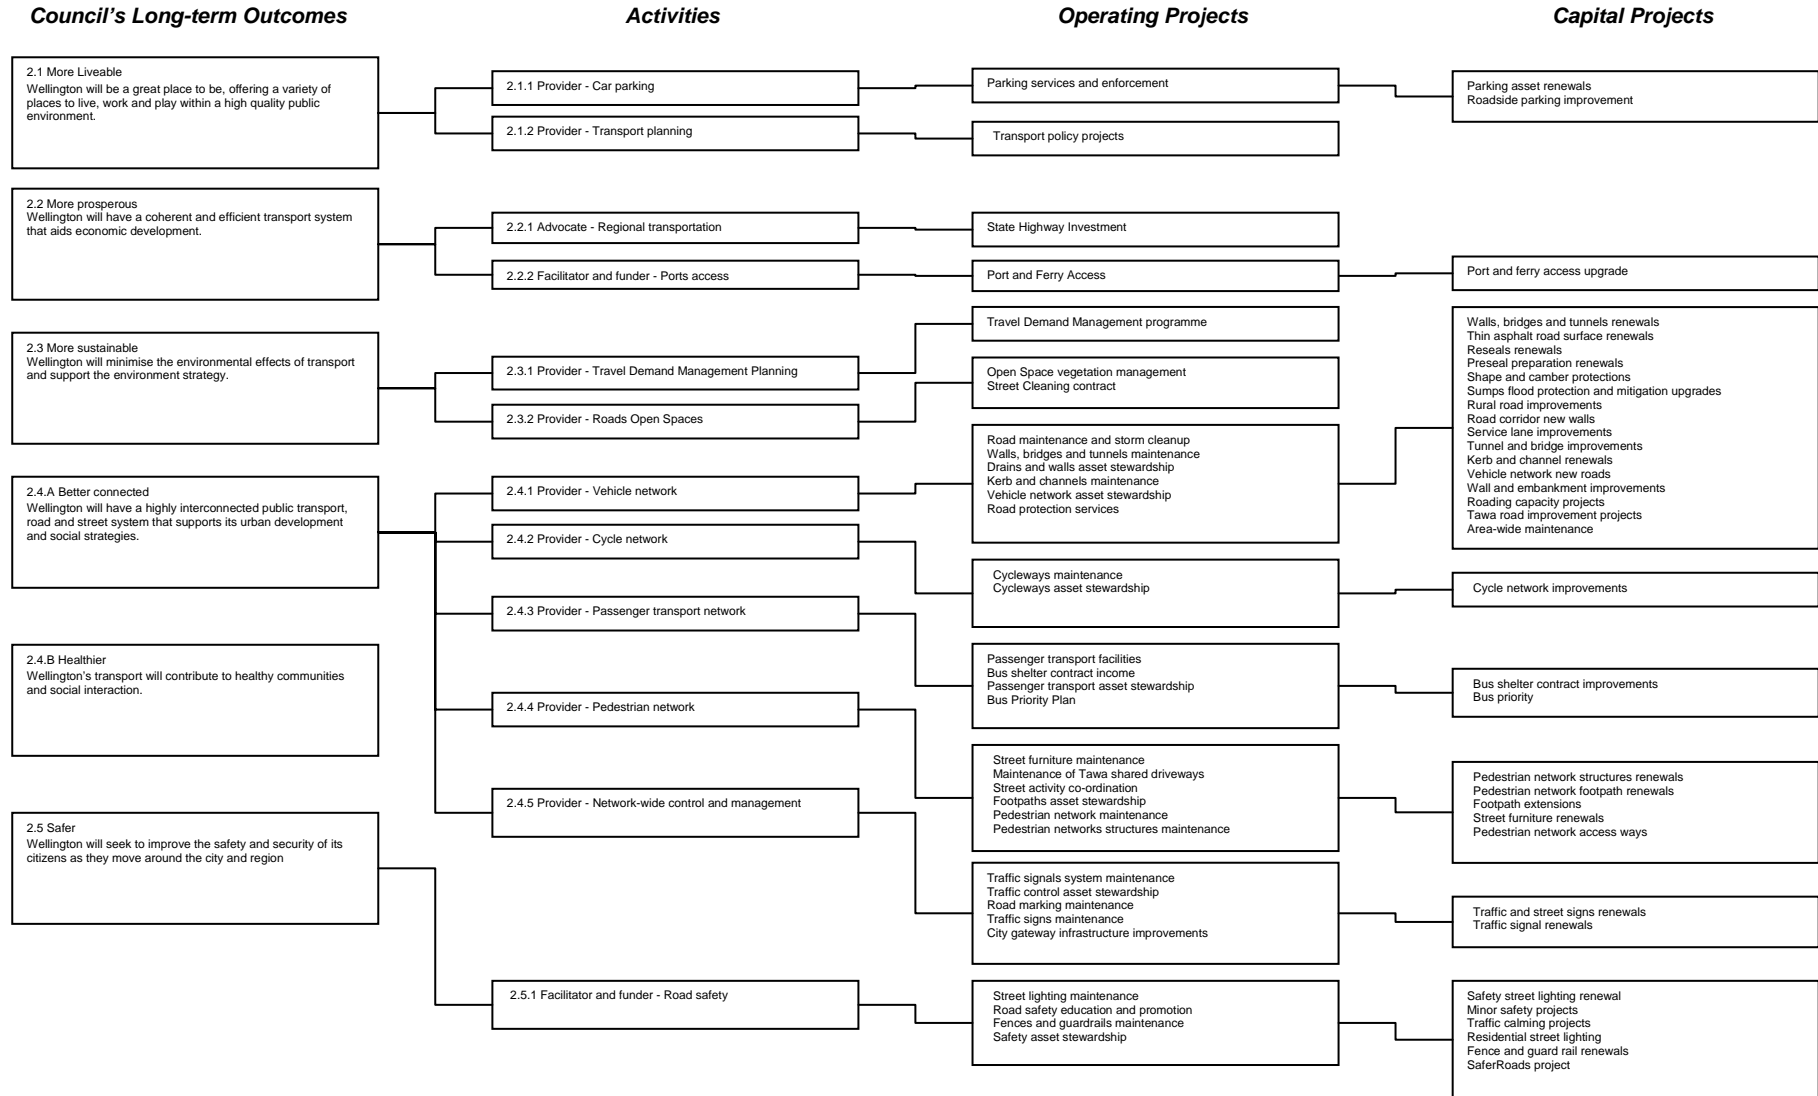 Council's Long-term Outcomes
Activities
Operating Projects
Capital Projects
2.1 More Liveable
Wellington will be a great place to be, offering a variety of
places to live, work and play within a high quality public
environment.
2.1.1 Provider - Car parking
Parking services and enforcement
Parking asset renewals
Roadside parking improvement
2.1.2 Provider - Transport planning
Transport policy projects
2.2 More prosperous
Wellington will have a coherent and efficient transport system
that aids economic development.
2.2.1 Advocate - Regional transportation
State Highway Investment
2.2.2 Facilitator and funder - Ports access
Port and Ferry Access
Port and ferry access upgrade
2.3 More sustainable
Wellington will minimise the environmental effects of transport
and support the environment strategy.
2.3.1 Provider - Travel Demand Management Planning
Travel Demand Management programme
2.3.2 Provider - Roads Open Spaces
Open Space vegetation management
Street Cleaning contract
2.4.A Better connected
Wellington will have a highly interconnected public transport,
road and street system that supports its urban development
and social strategies.
2.4.1 Provider - Vehicle network
Road maintenance and storm cleanup
Walls, bridges and tunnels maintenance
Drains and walls asset stewardship
Kerb and channels maintenance
Vehicle network asset stewardship
Road protection services
Walls, bridges and tunnels renewals
Thin asphalt road surface renewals
Reseals renewals
Preseal preparation renewals
Shape and camber protections
Sumps flood protection and mitigation upgrades
Rural road improvements
Road corridor new walls
Service lane improvements
Tunnel and bridge improvements
Kerb and channel renewals
Vehicle network new roads
Wall and embankment improvements
Roading capacity projects
Tawa road improvement projects
Area-wide maintenance
2.4.2 Provider - Cycle network
Cycleways maintenance
Cycleways asset stewardship
Cycle network improvements
2.4.3 Provider - Passenger transport network
Passenger transport facilities
Bus shelter contract income
Passenger transport asset stewardship
Bus Priority Plan
Bus shelter contract improvements
Bus priority
2.4.B Healthier
Wellington's transport will contribute to healthy communities
and social interaction.
2.4.4 Provider - Pedestrian network
Street furniture maintenance
Maintenance of Tawa shared driveways
Street activity co-ordination
Footpaths asset stewardship
Pedestrian network maintenance
Pedestrian networks structures maintenance
Pedestrian network structures renewals
Pedestrian network footpath renewals
Footpath extensions
Street furniture renewals
Pedestrian network access ways
2.4.5 Provider - Network-wide control and management
Traffic signals system maintenance
Traffic control asset stewardship
Road marking maintenance
Traffic signs maintenance
City gateway infrastructure improvements
Traffic and street signs renewals
Traffic signal renewals
2.5 Safer
Wellington will seek to improve the safety and security of its
citizens as they move around the city and region
2.5.1 Facilitator and funder - Road safety
Street lighting maintenance
Road safety education and promotion
Fences and guardrails maintenance
Safety asset stewardship
Safety street lighting renewal
Minor safety projects
Traffic calming projects
Residential street lighting
Fence and guard rail renewals
SaferRoads project